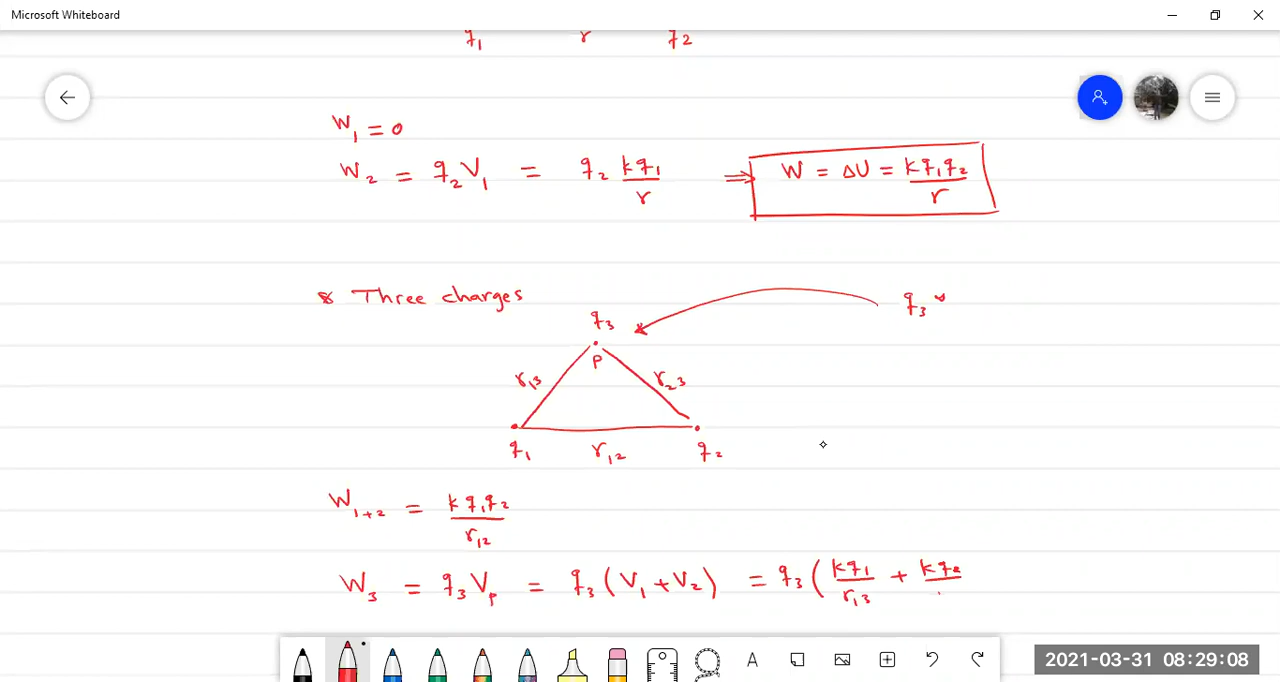 Microsoft Whiteboard
q₁ r q₂
W₁ = 0
W₂ = q₂V₁ = q₂ kq₁/r ⟹ W = ΔU = kq₁q₂/r
* Three charges
q₃
q₃
P
r₁₃ r₂₃
q₁ r₁₂ q₂
W₁₊₂ = kq₁q₂/r₁₂
W₃ = q₃Vₚ = q₃(V₁ + V₂) = q₃(kq₁/r₁₃ + kq₂/
A
2021-03-31 08:29:08